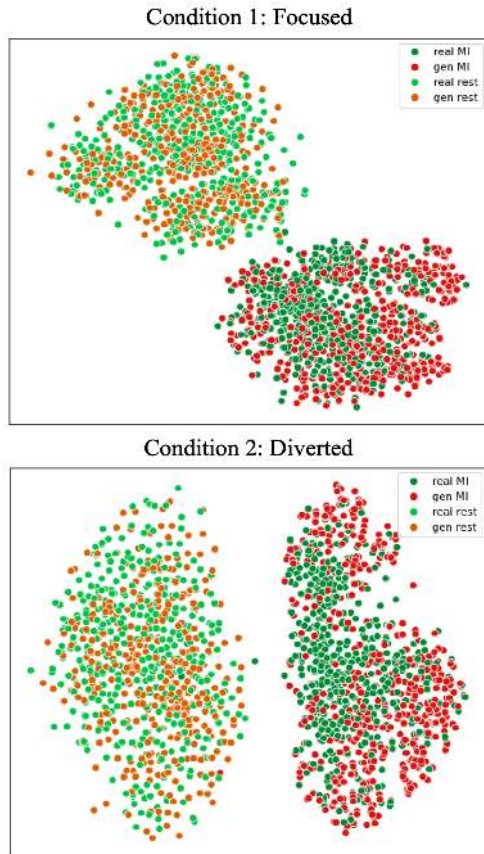 Condition 1: Focused
real MI
gen MI
real rest
gen rest
Condition 2: Diverted
real MI
gen MI
real rest
gen rest